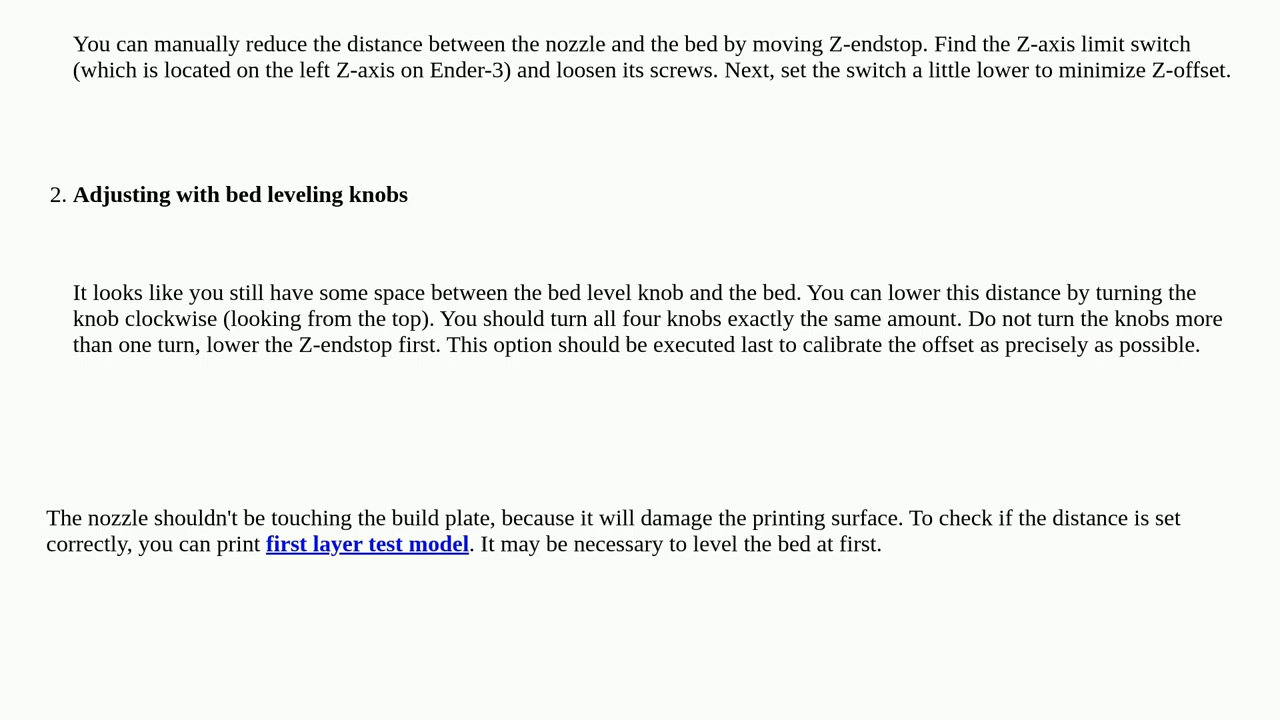 You can manually reduce the distance between the nozzle and the bed by moving Z-endstop. Find the Z-axis limit switch
(which is located on the left Z-axis on Ender-3) and loosen its screws. Next, set the switch a little lower to minimize Z-offset.
2. Adjusting with bed leveling knobs
It looks like you still have some space between the bed level knob and the bed. You can lower this distance by turning the
knob clockwise (looking from the top). You should turn all four knobs exactly the same amount. Do not turn the knobs more
than one turn, lower the Z-endstop first. This option should be executed last to calibrate the offset as precisely as possible.
The nozzle shouldn't be touching the build plate, because it will damage the printing surface. To check if the distance is set
correctly, you can print first layer test model. It may be necessary to level the bed at first.